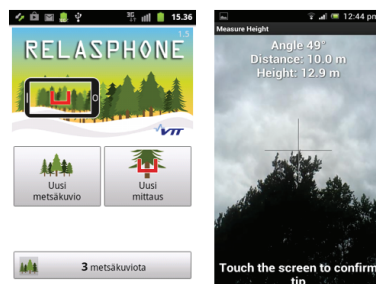 3G
15.36
1.5
RELASPHONE
VTT
Uusi
metsäkuvio
Uusi
mittaus
3 metsäkuviota
12:44 pm
Measure Height
Angle 49°
Distance: 10.0 m
Height: 12.9 m
Touch the screen to confirm
tip